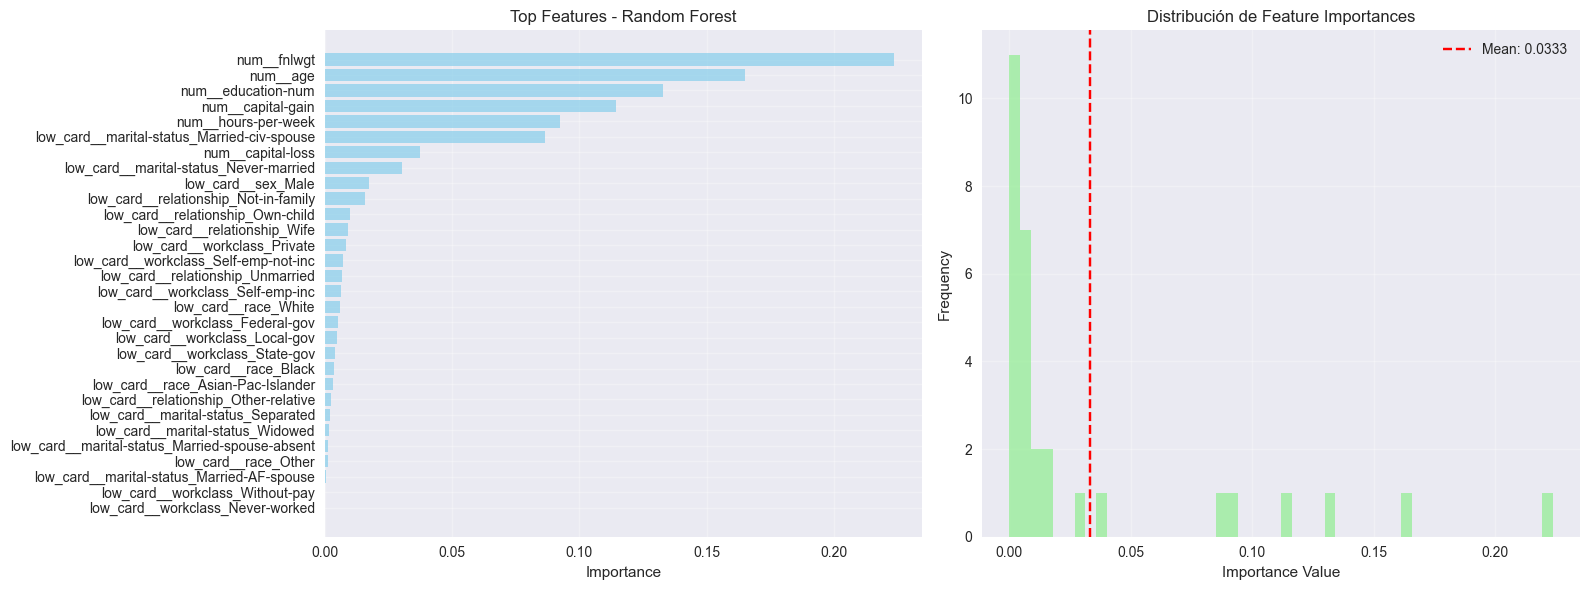 Top Features - Random Forest
num__fnlwgt
num__age
num__education-num
num__capital-gain
num__hours-per-week
low_card__marital-status_Married-civ-spouse
num__capital-loss
low_card__marital-status_Never-married
low_card__sex_Male
low_card__relationship_Not-in-family
low_card__relationship_Own-child
low_card__relationship_Wife
low_card__workclass_Private
low_card__workclass_Self-emp-not-inc
low_card__relationship_Unmarried
low_card__workclass_Self-emp-inc
low_card__race_White
low_card__workclass_Federal-gov
low_card__workclass_Local-gov
low_card__workclass_State-gov
low_card__race_Black
low_card__race_Asian-Pac-Islander
low_card__relationship_Other-relative
low_card__marital-status_Separated
low_card__marital-status_Widowed
low_card__marital-status_Married-spouse-absent
low_card__race_Other
low_card__marital-status_Married-AF-spouse
low_card__workclass_Without-pay
low_card__workclass_Never-worked
0.00 0.05 0.10 0.15 0.20
Importance
Distribución de Feature Importances
Mean: 0.0333
Frequency
10
8
6
4
2
0
0.00 0.05 0.10 0.15 0.20
Importance Value